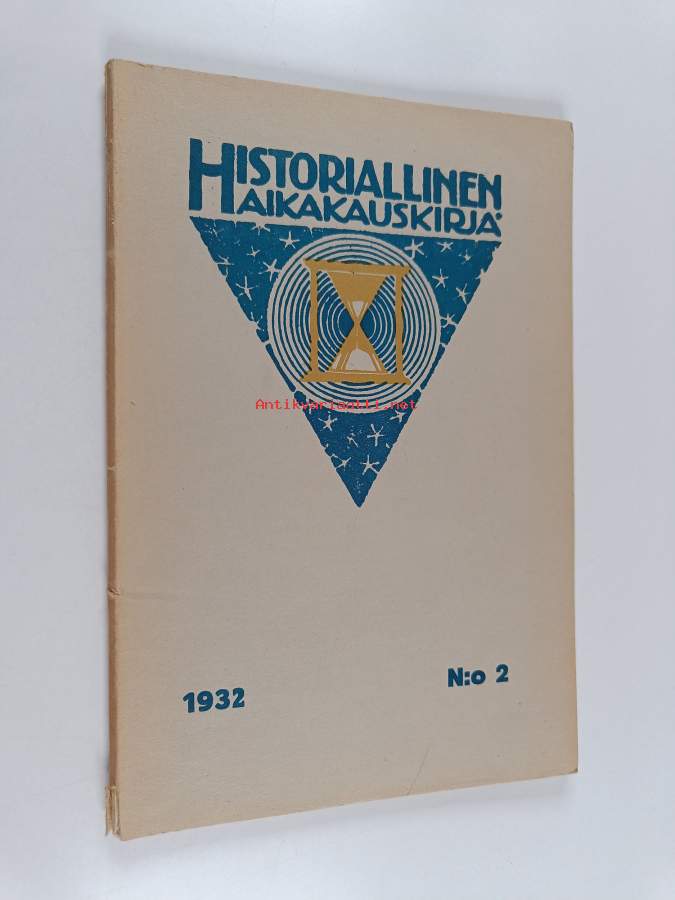 HISTORIALLINEN
AIKAKAUSKIRJA
Antikvariaatti.net
1932
N:o 2